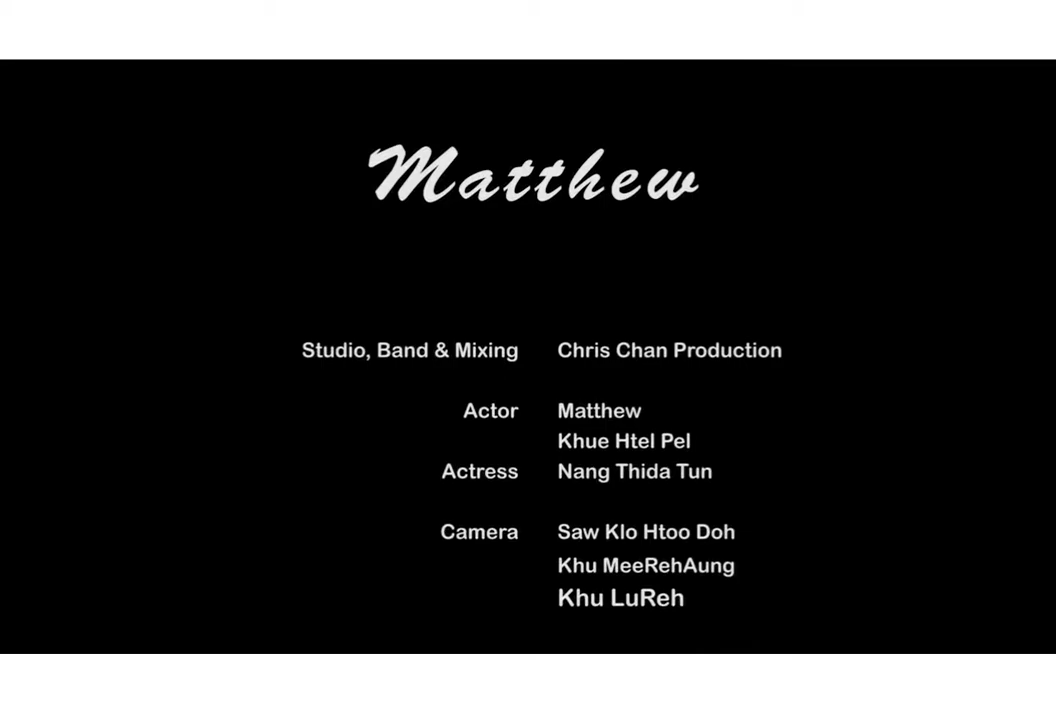 Matthew
Studio, Band & Mixing Chris Chan Production
Actor Matthew
Khue Htel Pel
Actress Nang Thida Tun
Camera Saw Klo Htoo Doh
Khu MeeRehAung
Khu LuReh